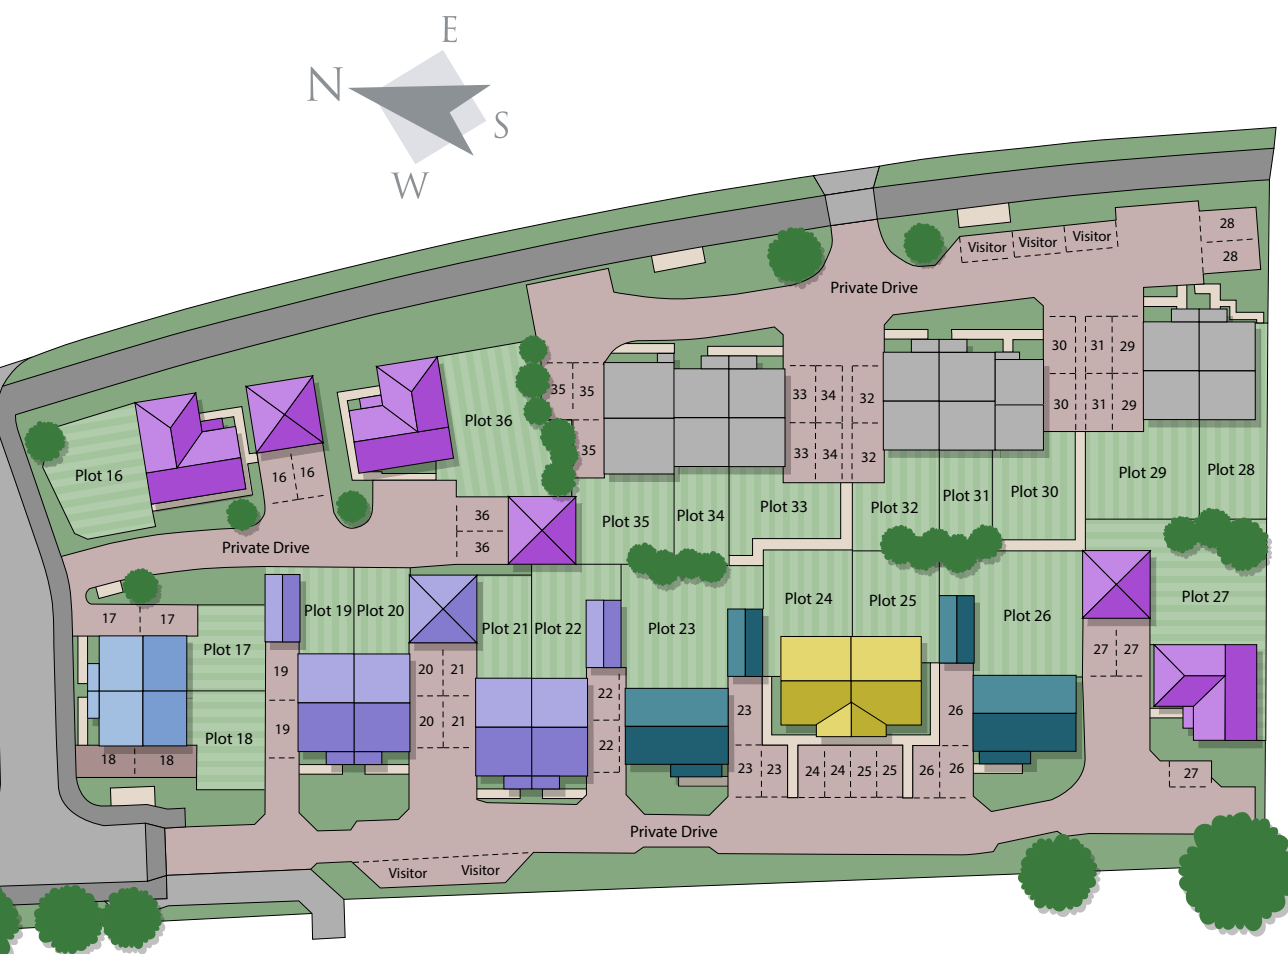 E
N
S
W
28
Visitor
Visitor
Visitor
28
Private Drive
30
31
29
35
35
33
34
32
30
31
29
Plot 36
35
33
34
32
Plot 16
16
16
Plot 29
Plot 28
Plot 31
Plot 30
Plot 35
Plot 34
Plot 33
Plot 32
36
36
Private Drive
Plot 19
Plot 20
Plot 24
Plot 25
Plot 27
17
17
Plot 21
Plot 22
Plot 23
Plot 26
Plot 17
27
27
19
20
21
22
23
26
19
20
21
22
Plot 18
18
18
23
23
24
24
25
25
26
26
27
Private Drive
Visitor
Visitor